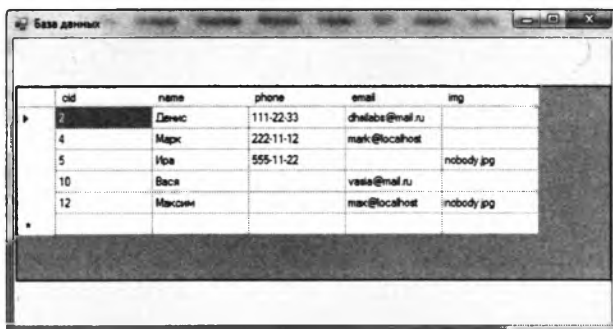 База данных
cid name phone email img
2 Денис 111-22-33 dhsilabs@mail.ru
4 Марк 222-11-12 mark@localhost
5 Ира 555-11-22 nobody.jpg
10 Вася vasia@mail.ru
12 Максим max@localhost nobody.jpg